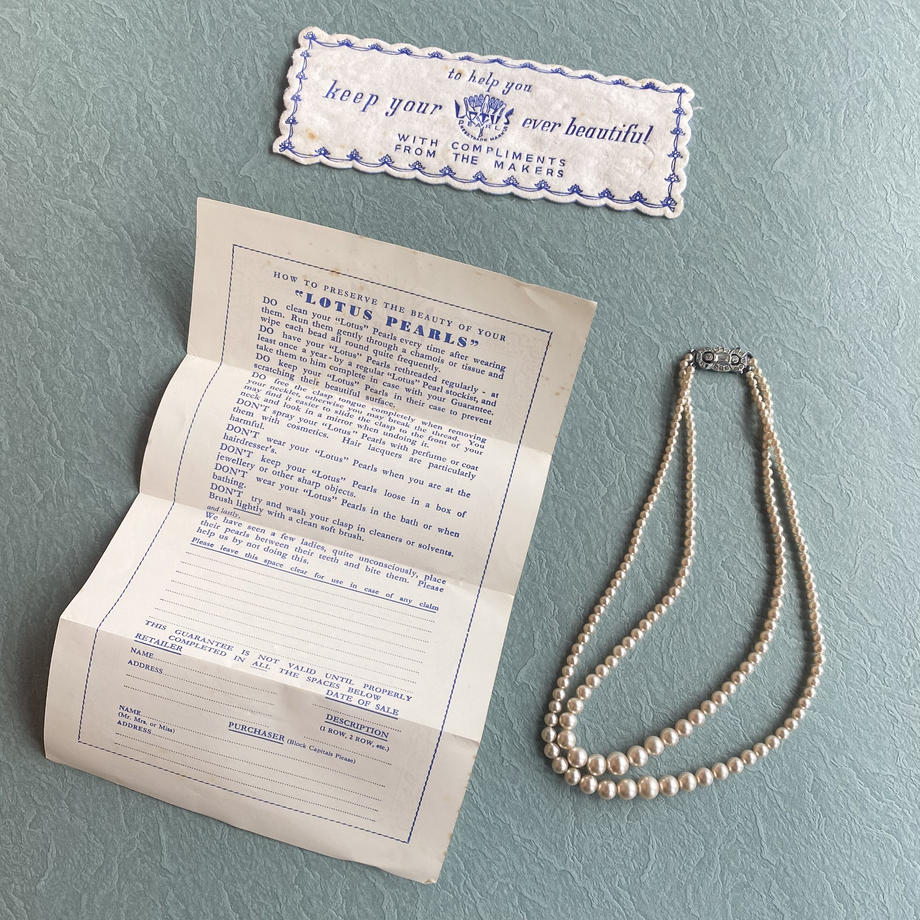 to help you
keep your LOTUS ever beautiful
PEARLS
WITH COMPLIMENTS
FROM THE MAKERS
HOW TO PRESERVE THE BEAUTY OF YOUR
"LOTUS PEARLS"
DO clean your "Lotus" Pearls every time after wearing
them. Run them gently through a chamois or tissue and
wipe each bead all round quite frequently.
DO have your "Lotus" Pearls rethreaded regularly - at
least once a year - by a regular "Lotus" Pearl stockist, and
take them to him complete in case with your Guarantee.
DO keep your "Lotus" Pearls in their case to prevent
scratching their beautiful surface.
DO free the clasp tongue completely when removing
your necklet, otherwise you may break the thread. You
may find it easier to slide the clasp to the front of your
neck and look in a mirror when undoing it.
DON'T spray your "Lotus" Pearls with perfume or coat
them with cosmetics. Hair lacquers are particularly
harmful.
DON'T wear your "Lotus" Pearls when you are at the
hairdresser's.
DON'T keep your "Lotus" Pearls loose in a box of
jewellery or other sharp objects.
DON'T wear your "Lotus" Pearls in the bath or when
bathing.
DON'T try and wash your clasp in cleaners or solvents.
Brush lightly with a clean soft brush.
and lastly
We have seen a few ladies, quite unconsciously, place
their pearls between their teeth and bite them. Please
help us by not doing this.
Please leave this space clear for use in case of any claim
THIS GUARANTEE IS NOT VALID UNTIL PROPERLY
COMPLETED IN ALL THE SPACES BELOW
RETAILER
DATE OF SALE
NAME
ADDRESS
DESCRIPTION
(1 ROW, 2 ROW, etc.)
PURCHASER (Block Capitals Please)
NAME
(Mr. Mrs. or Miss)
ADDRESS